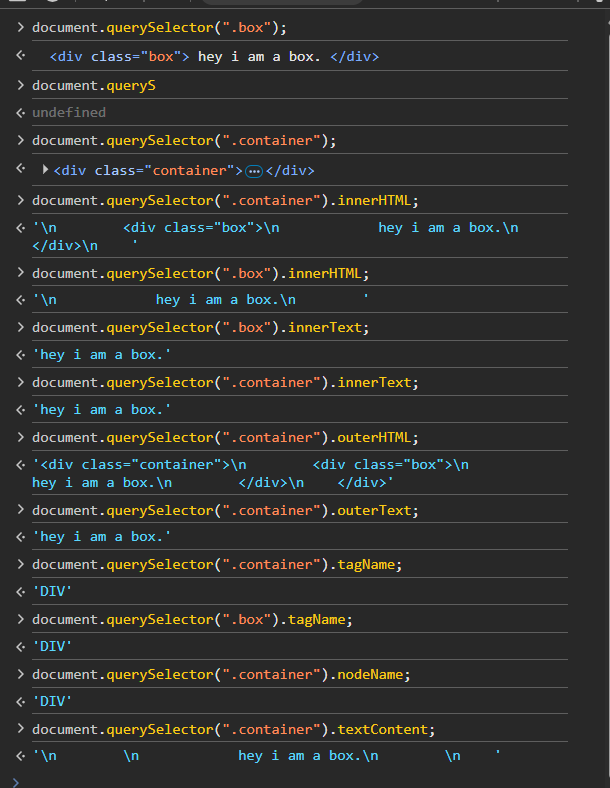 > document.querySelector(".box");
<div class="box"> hey i am a box. </div>
> document.queryS
undefined
> document.querySelector(".container");
<div class="container">…</div>
> document.querySelector(".container").innerHTML;
'\n        <div class="box">\n            hey i am a box.\n
</div>\n    '
> document.querySelector(".box").innerHTML;
'\n            hey i am a box.\n        '
> document.querySelector(".box").innerText;
'hey i am a box.'
> document.querySelector(".container").innerText;
'hey i am a box.'
> document.querySelector(".container").outerHTML;
'<div class="container">\n        <div class="box">\n
hey i am a box.\n        </div>\n    </div>'
> document.querySelector(".container").outerText;
'hey i am a box.'
> document.querySelector(".container").tagName;
'DIV'
> document.querySelector(".box").tagName;
'DIV'
> document.querySelector(".container").nodeName;
'DIV'
> document.querySelector(".container").textContent;
'\n        \n            hey i am a box.\n        \n    '
>